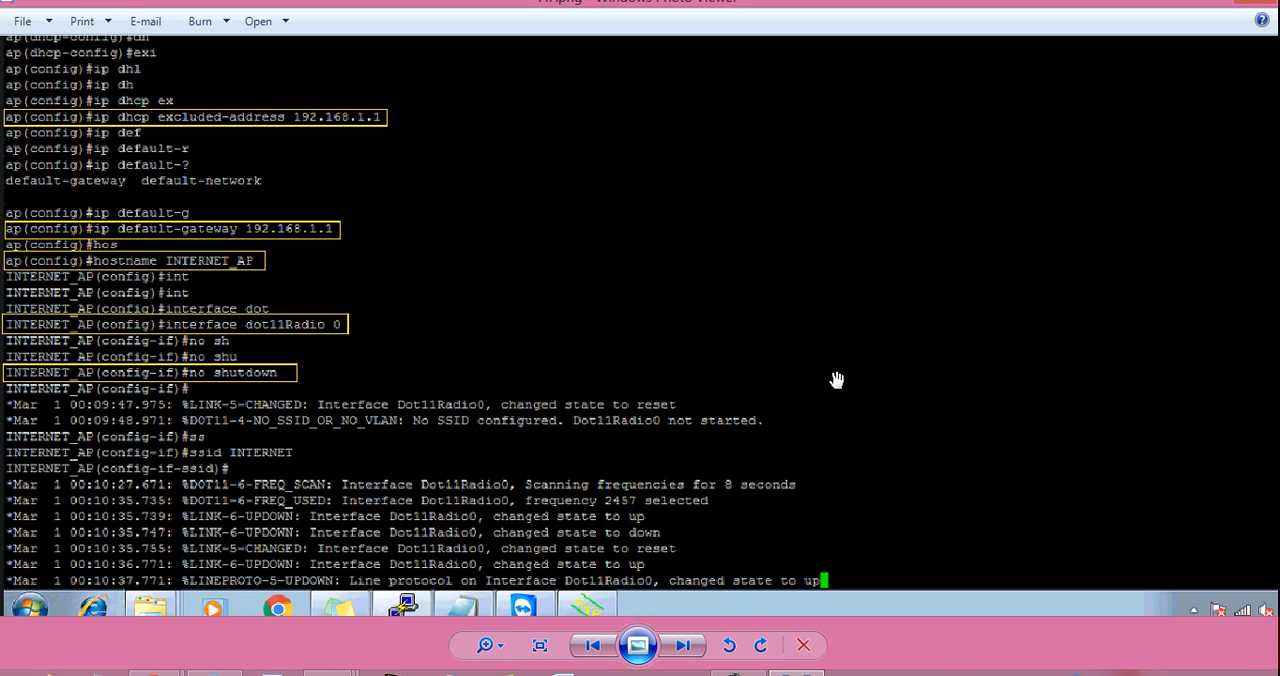 File Print E-mail Burn Open
ap(dhcp-config)#exi
ap(config)#ip dhl
ap(config)#ip dh
ap(config)#ip dhcp ex
ap(config)#ip dhcp excluded-address 192.168.1.1
ap(config)#ip def
ap(config)#ip default-r
ap(config)#ip default-?
default-gateway default-network
ap(config)#ip default-g
ap(config)#ip default-gateway 192.168.1.1
ap(config)#hos
ap(config)#hostname INTERNET_AP
INTERNET_AP(config)#int
INTERNET_AP(config)#int
INTERNET_AP(config)#interface dot
INTERNET_AP(config)#interface dot11Radio 0
INTERNET_AP(config-if)#no sh
INTERNET_AP(config-if)#no shu
INTERNET_AP(config-if)#no shutdown
INTERNET_AP(config-if)#
*Mar 1 00:09:47.975: %LINK-5-CHANGED: Interface Dot11Radio0, changed state to reset
*Mar 1 00:09:48.971: %DOT11-4-NO_SSID_OR_NO_VLAN: No SSID configured. Dot11Radio0 not started.
INTERNET_AP(config-if)#ss
INTERNET_AP(config-if)#ssid INTERNET
INTERNET_AP(config-if-ssid)#
*Mar 1 00:10:27.671: %DOT11-6-FREQ_SCAN: Interface Dot11Radio0, Scanning frequencies for 8 seconds
*Mar 1 00:10:35.735: %DOT11-6-FREQ_USED: Interface Dot11Radio0, frequency 2457 selected
*Mar 1 00:10:35.739: %LINK-6-UPDOWN: Interface Dot11Radio0, changed state to up
*Mar 1 00:10:35.747: %LINK-6-UPDOWN: Interface Dot11Radio0, changed state to down
*Mar 1 00:10:35.755: %LINK-5-CHANGED: Interface Dot11Radio0, changed state to reset
*Mar 1 00:10:36.771: %LINK-6-UPDOWN: Interface Dot11Radio0, changed state to up
*Mar 1 00:10:37.771: %LINEPROTO-5-UPDOWN: Line protocol on Interface Dot11Radio0, changed state to up